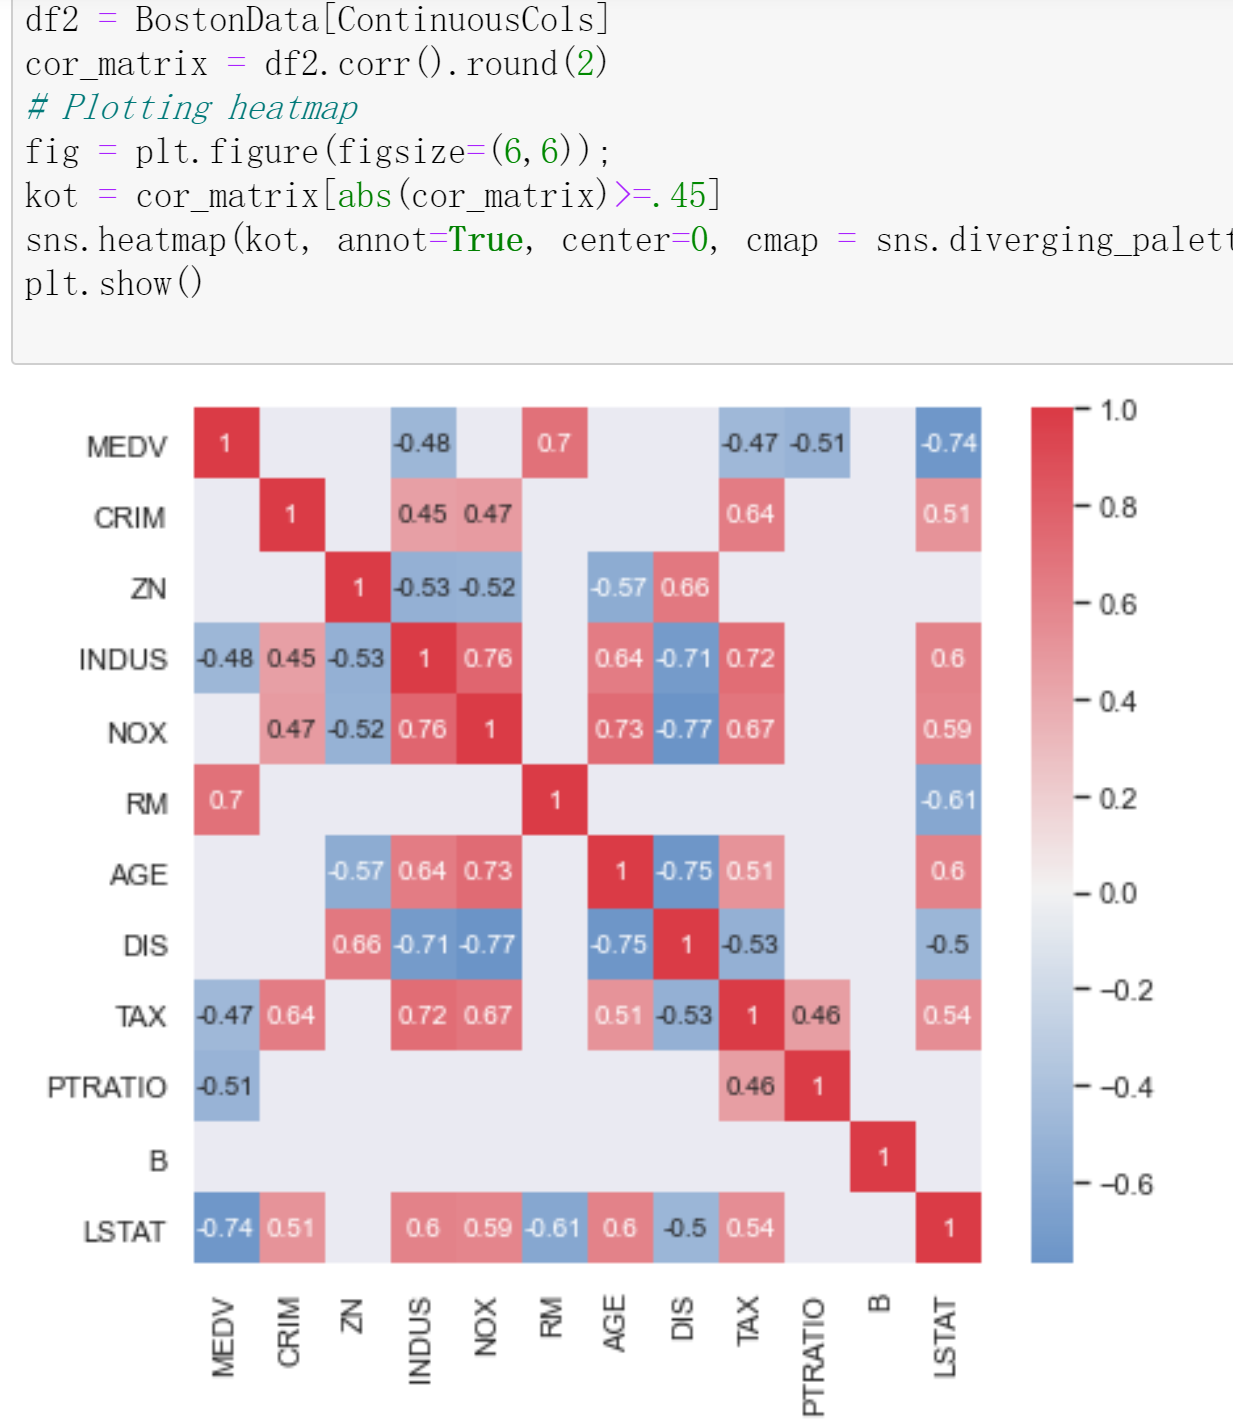 df2 = BostonData[ContinuousCols]
cor_matrix = df2.corr().round(2)
# Plotting heatmap
fig = plt.figure(figsize=(6,6));
kot = cor_matrix[abs(cor_matrix)>=.45]
sns.heatmap(kot, annot=True, center=0, cmap = sns.diverging_palett
plt.show()
MEDV 1 -0.48 0.7 -0.47 -0.51 -0.74
CRIM 1 0.45 0.47 0.64 0.51
ZN 1 -0.53 -0.52 -0.57 0.66
INDUS -0.48 0.45 -0.53 1 0.76 0.64 -0.71 0.72 0.6
NOX 0.47 -0.52 0.76 1 0.73 -0.77 0.67 0.59
RM 0.7 1 -0.61
AGE -0.57 0.64 0.73 1 -0.75 0.51 0.6
DIS 0.66 -0.71 -0.77 -0.75 1 -0.53 -0.5
TAX -0.47 0.64 0.72 0.67 0.51 -0.53 1 0.46 0.54
PTRATIO -0.51 0.46 1
B 1
LSTAT -0.74 0.51 0.6 0.59 -0.61 0.6 -0.5 0.54 1
MEDV CRIM ZN INDUS NOX RM AGE DIS TAX PTRATIO B LSTAT
1.0
0.8
0.6
0.4
0.2
0.0
−0.2
−0.4
−0.6